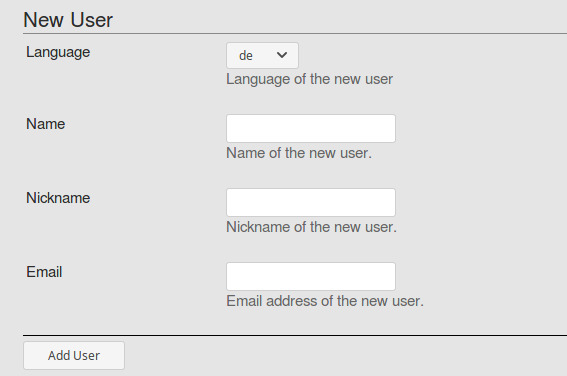 New User
Language
de
Language of the new user
Name
Name of the new user.
Nickname
Nickname of the new user.
Email
Email address of the new user.
Add User